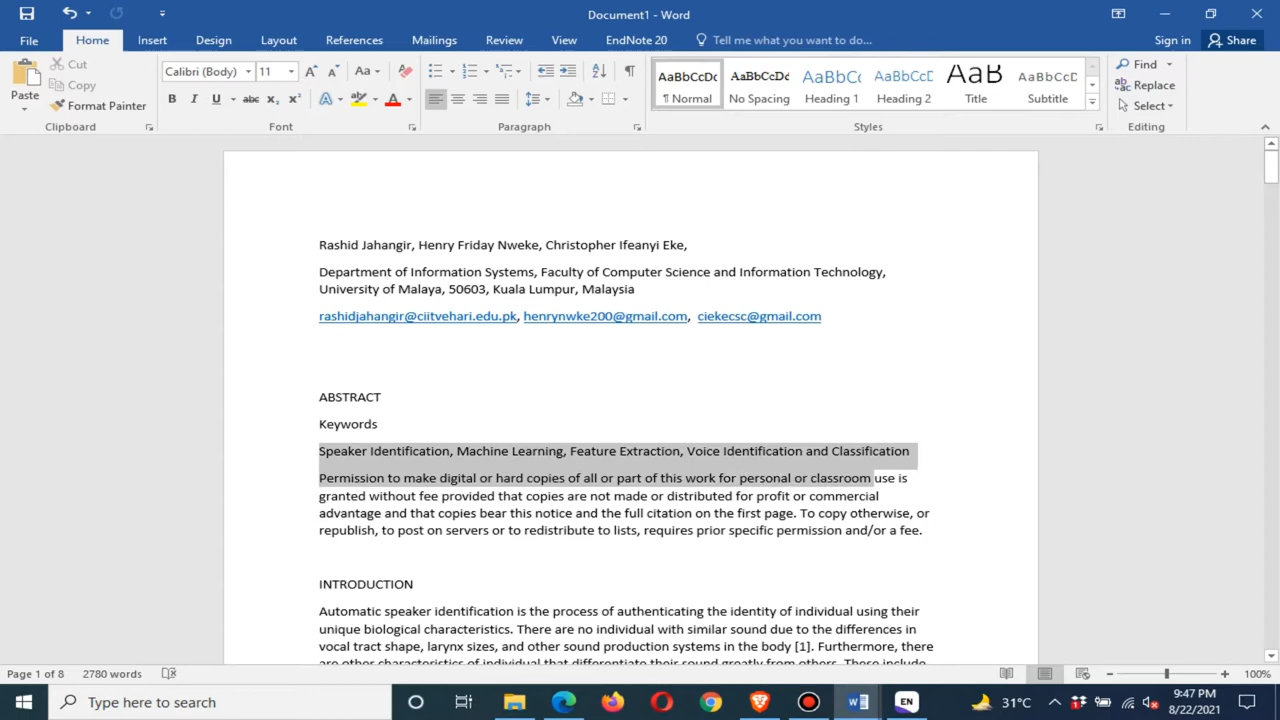 Document1 - Word
File Home Insert Design Layout References Mailings Review View EndNote 20 Tell me what you want to do... Sign in Share
Paste Cut Copy Format Painter
Calibri (Body) 11 Aa
B I U abc X₂ X² A A
AaBbCcDc AaBbCcDc AaBbCc AaBbCcD AaB AaBbCcD
¶ Normal No Spacing Heading 1 Heading 2 Title Subtitle
Find
Replace
Select
Clipboard Font Paragraph Styles Editing
Rashid Jahangir, Henry Friday Nweke, Christopher Ifeanyi Eke,
Department of Information Systems, Faculty of Computer Science and Information Technology,
University of Malaya, 50603, Kuala Lumpur, Malaysia
rashidjahangir@ciitvehari.edu.pk, henrynwke200@gmail.com, ciekecsc@gmail.com
ABSTRACT
Keywords
Speaker Identification, Machine Learning, Feature Extraction, Voice Identification and Classification
Permission to make digital or hard copies of all or part of this work for personal or classroom use is
granted without fee provided that copies are not made or distributed for profit or commercial
advantage and that copies bear this notice and the full citation on the first page. To copy otherwise, or
republish, to post on servers or to redistribute to lists, requires prior specific permission and/or a fee.
INTRODUCTION
Automatic speaker identification is the process of authenticating the identity of individual using their
unique biological characteristics. There are no individual with similar sound due to the differences in
vocal tract shape, larynx sizes, and other sound production systems in the body [1]. Furthermore, there
are other characteristics of individual that differentiate their sound greatly from others. These include
Page 1 of 8 2780 words 100%
Type here to search EN 31°C 9:47 PM
8/22/2021